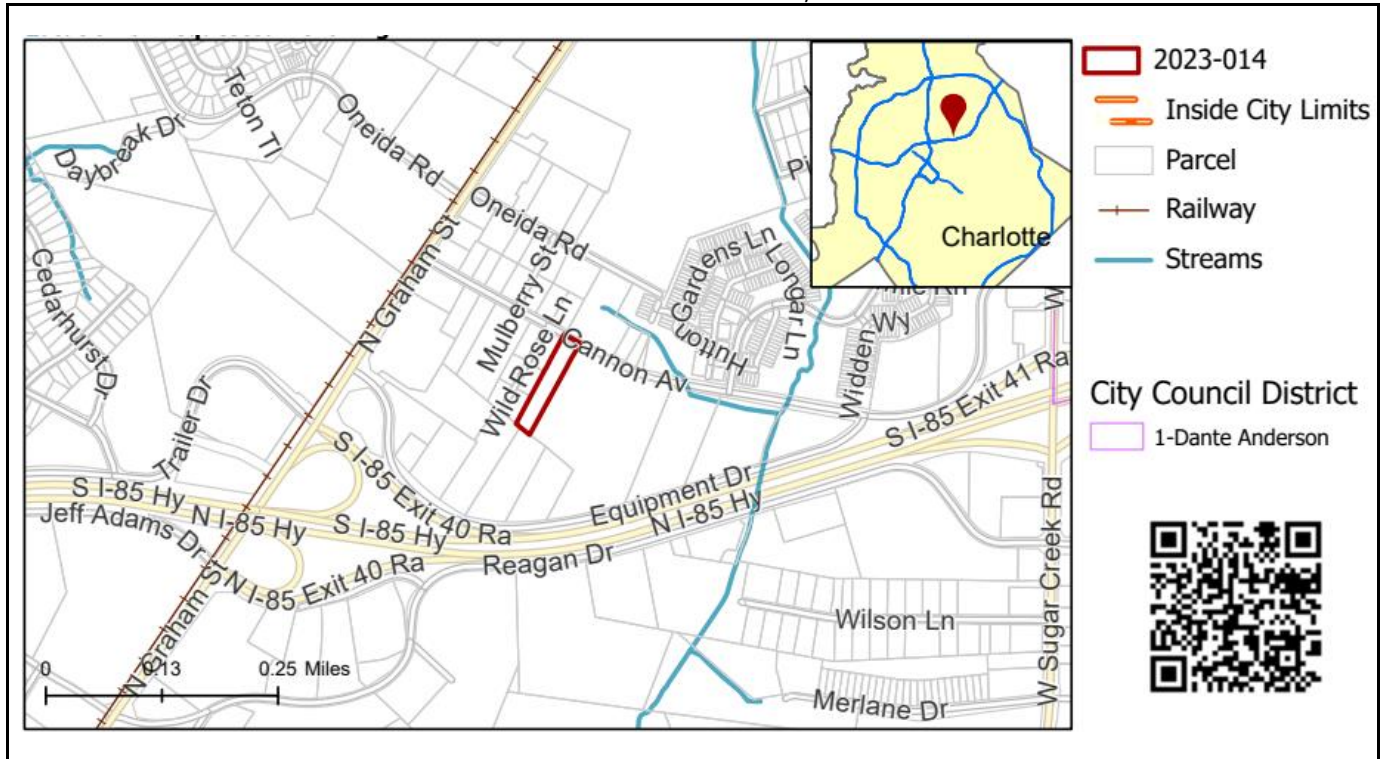 2023-014
Inside City Limits
Parcel
Railway
Streams
City Council District
1-Dante Anderson
Charlotte
Teton Tl
Oneida Rd
Daybreak Dr
Oneida Rd
N Graham St
Mulberry St
Wild Rose Ln
Gardens Ln
Longar Ln
Hutton
Cannon Av
Widden
Wy
Cedarhurst Dr
Trailer Dr
S I-85 Exit 41 Ra
S I-85 Exit 40 Ra
Equipment Dr
S I-85 Hy
N I-85 Hy
S I-85 Hy
N I-85 Hy
Jeff Adams Dr
Reagan Dr
N I-85 Exit 40 Ra
N Graham St
Wilson Ln
W Sugar Creek Rd
Merlane Dr
0
0.13
0.25 Miles